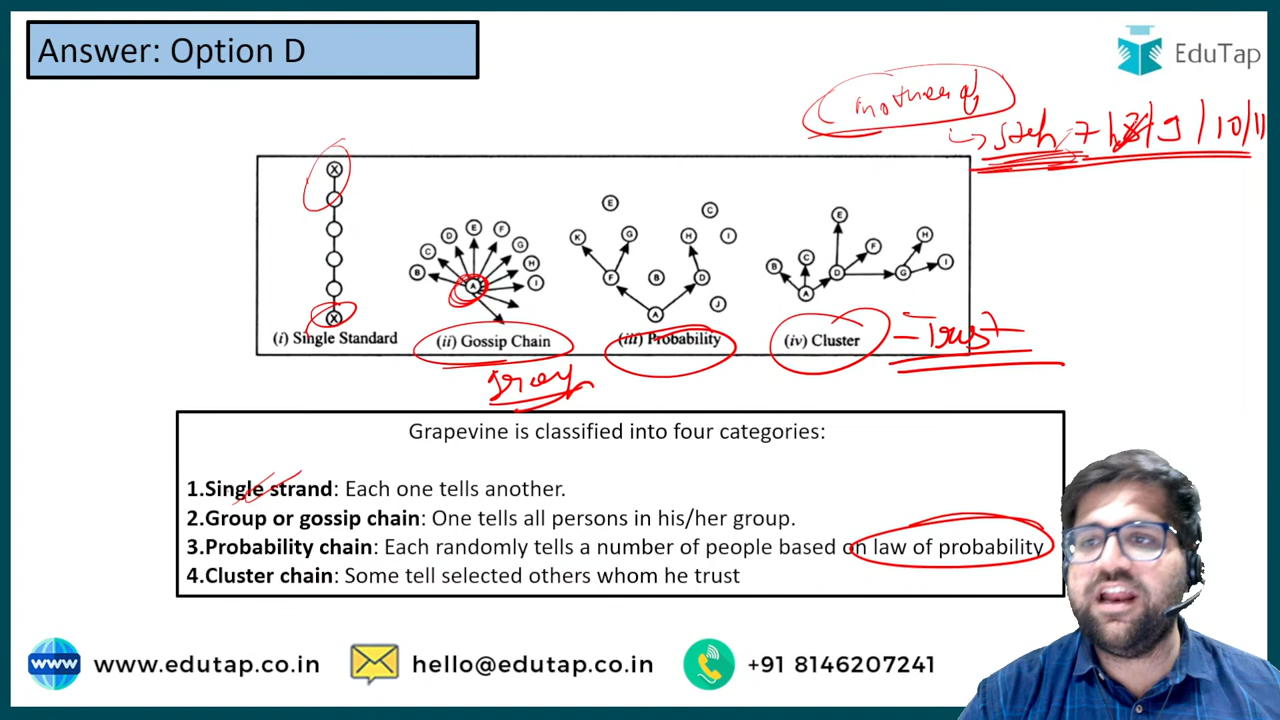 Answer: Option D
EduTap
X
X
B
C
D
E
F
G
H
I
A
E
K
G
F
B
A
C
H
I
D
J
E
B
C
D
F
H
G
I
A
(i) Single Standard
(ii) Gossip Chain
(iii) Probability
(iv) Cluster
- Trust
Grapevine is classified into four categories:
1.Single strand: Each one tells another.
2.Group or gossip chain: One tells all persons in his/her group.
3.Probability chain: Each randomly tells a number of people based on law of probability
4.Cluster chain: Some tell selected others whom he trust
www
www.edutap.co.in
hello@edutap.co.in
+91 8146207241